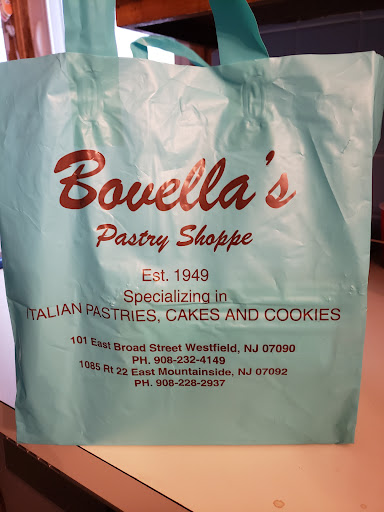 Bovella's
Pastry Shoppe
Est. 1949
Specializing in
ITALIAN PASTRIES, CAKES AND COOKIES
101 East Broad Street Westfield, NJ 07090
PH. 908-232-4149
1085 Rt 22 East Mountainside, NJ 07092
PH. 908-228-2937